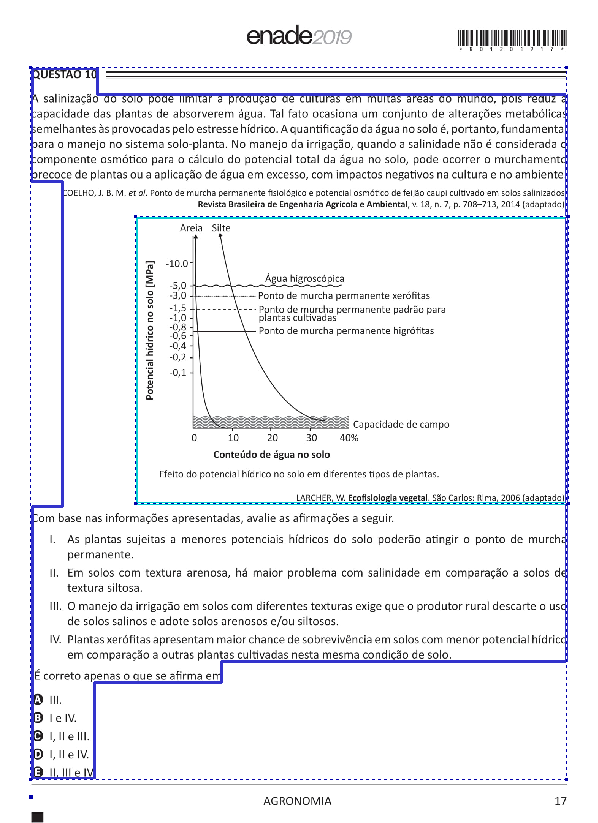 enade2019
QUESTÃO 10
A salinização do solo pode limitar a produção de culturas em muitas áreas do mundo, pois reduz a
capacidade das plantas de absorverem água. Tal fato ocasiona um conjunto de alterações metabólicas
semelhantes às provocadas pelo estresse hídrico. A quantificação da água no solo é, portanto, fundamental
para o manejo no sistema solo-planta. No manejo da irrigação, quando a salinidade não é considerada o
componente osmótico para o cálculo do potencial total da água no solo, pode ocorrer o murchamento
precoce de plantas ou a aplicação de água em excesso, com impactos negativos na cultura e no ambiente.
COELHO, J. B. M. et al. Ponto de murcha permanente fisiológico e potencial osmótico de feijão caupi cultivado em solos salinizados.
Revista Brasileira de Engenharia Agrícola e Ambiental, v. 18, n. 7, p. 708–713, 2014 (adaptado).
Areia Silte
Potencial hídrico no solo [MPa]
-10.0
Água higroscópica
-5,0
-3,0 Ponto de murcha permanente xerófitas
-1,5 Ponto de murcha permanente padrão para
-1,0 plantas cultivadas
-0,8 Ponto de murcha permanente higrófitas
-0,6
-0,4
-0,2
-0,1
Capacidade de campo
0 10 20 30 40%
Conteúdo de água no solo
Efeito do potencial hídrico no solo em diferentes tipos de plantas.
LARCHER, W. Ecofisiologia vegetal. São Carlos: Rima, 2006 (adaptado).
Com base nas informações apresentadas, avalie as afirmações a seguir.
I. As plantas sujeitas a menores potenciais hídricos do solo poderão atingir o ponto de murcha
permanente.
II. Em solos com textura arenosa, há maior problema com salinidade em comparação a solos de
textura siltosa.
III. O manejo da irrigação em solos com diferentes texturas exige que o produtor rural descarte o uso
de solos salinos e adote solos arenosos e/ou siltosos.
IV. Plantas xerófitas apresentam maior chance de sobrevivência em solos com menor potencial hídrico
em comparação a outras plantas cultivadas nesta mesma condição de solo.
É correto apenas o que se afirma em
A III.
B I e IV.
C I, II e III.
D I, II e IV.
E II, III e IV.
AGRONOMIA
17